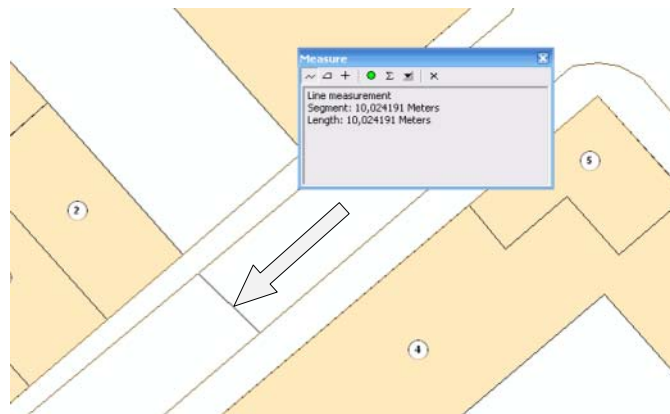 Measure
Line measurement
Segment: 10,024191 Meters
Length: 10,024191 Meters
5
2
4